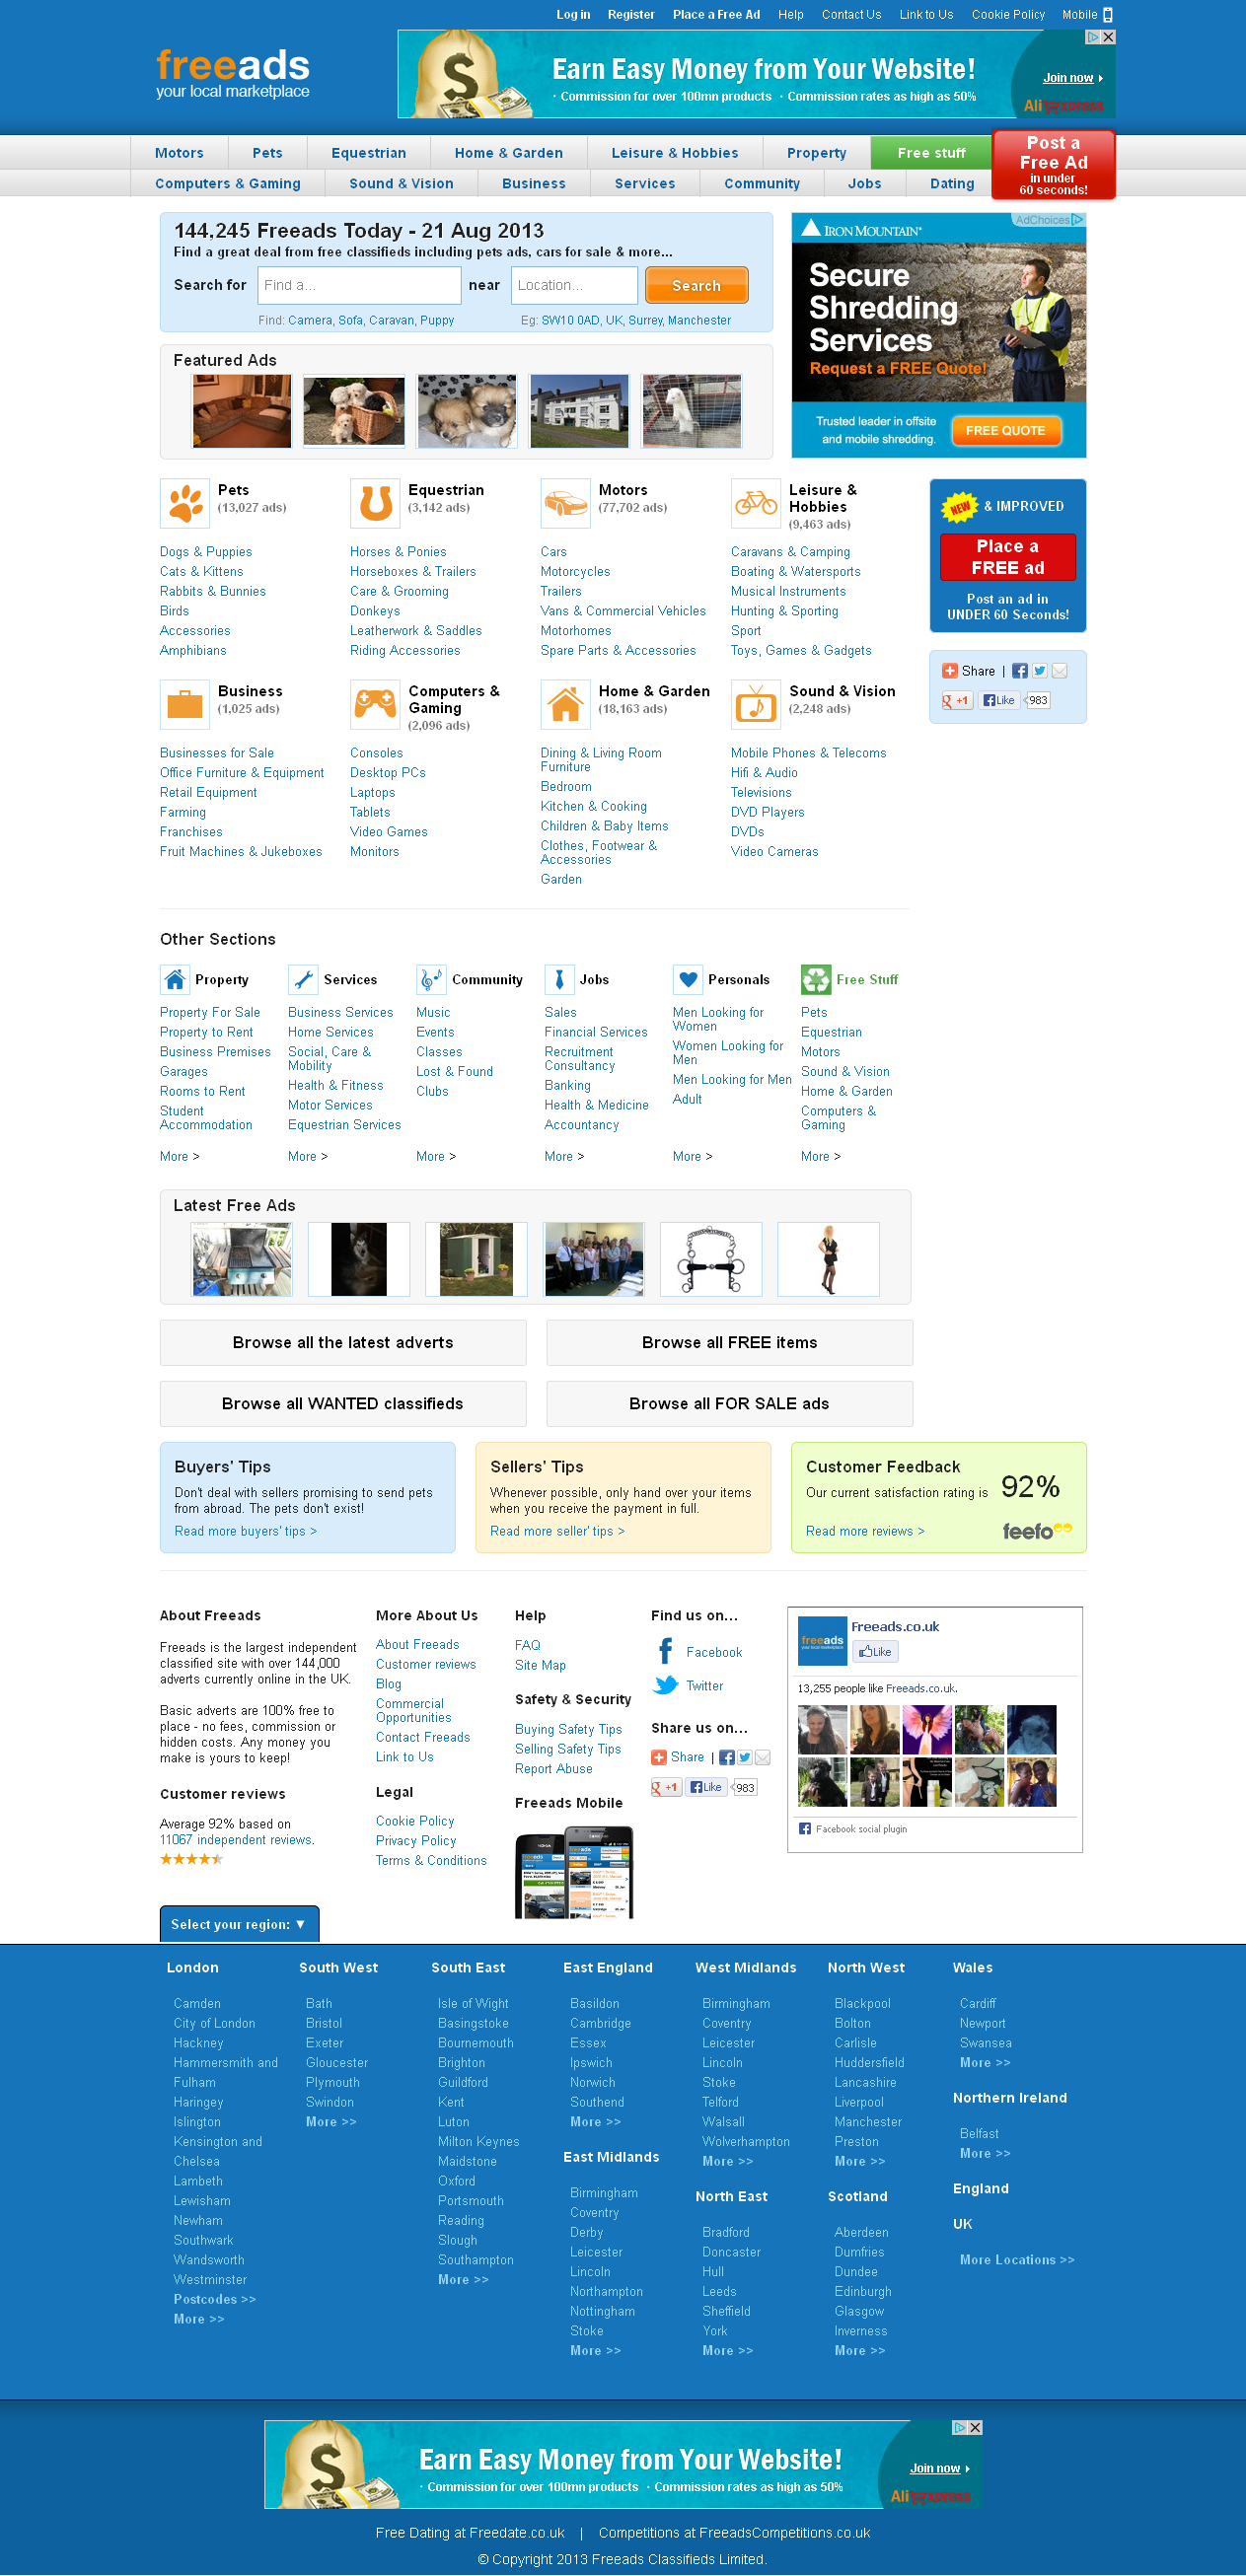 Log in Register Place a Free Ad Help Contact Us Link to Us Cookie Policy Mobile
freeads
your local marketplace
Earn Easy Money from Your Website!
· Commission for over 100mn products · Commission rates as high as 50%
Join now
AliExpress
Motors Pets Equestrian Home & Garden Leisure & Hobbies Property Free stuff
Computers & Gaming Sound & Vision Business Services Community Jobs Dating
Post a
Free Ad
in under
60 seconds!
144,245 Freeads Today - 21 Aug 2013
Find a great deal from free classifieds including pets ads, cars for sale & more...
Search for Find a... near Location... Search
Find: Camera, Sofa, Caravan, Puppy Eg: SW10 0AD, UK, Surrey, Manchester
AdChoices
IRON MOUNTAIN
Secure
Shredding
Services
Request a FREE Quote!
Trusted leader in offsite
and mobile shredding.
FREE QUOTE
Featured Ads
Pets
(13,027 ads)
Dogs & Puppies
Cats & Kittens
Rabbits & Bunnies
Birds
Accessories
Amphibians
Equestrian
(3,142 ads)
Horses & Ponies
Horseboxes & Trailers
Care & Grooming
Donkeys
Leatherwork & Saddles
Riding Accessories
Motors
(77,702 ads)
Cars
Motorcycles
Trailers
Vans & Commercial Vehicles
Motorhomes
Spare Parts & Accessories
Leisure &
Hobbies
(9,463 ads)
Caravans & Camping
Boating & Watersports
Musical Instruments
Hunting & Sporting
Sport
Toys, Games & Gadgets
NEW & IMPROVED
Place a
FREE ad
Post an ad in
UNDER 60 Seconds!
Share |
+1 Like 983
Business
(1,025 ads)
Businesses for Sale
Office Furniture & Equipment
Retail Equipment
Farming
Franchises
Fruit Machines & Jukeboxes
Computers &
Gaming
(2,096 ads)
Consoles
Desktop PCs
Laptops
Tablets
Video Games
Monitors
Home & Garden
(18,163 ads)
Dining & Living Room
Furniture
Bedroom
Kitchen & Cooking
Children & Baby Items
Clothes, Footwear &
Accessories
Garden
Sound & Vision
(2,248 ads)
Mobile Phones & Telecoms
Hifi & Audio
Televisions
DVD Players
DVDs
Video Cameras
Other Sections
Property
Property For Sale
Property to Rent
Business Premises
Garages
Rooms to Rent
Student
Accommodation
More >
Services
Business Services
Home Services
Social, Care &
Mobility
Health & Fitness
Motor Services
Equestrian Services
More >
Community
Music
Events
Classes
Lost & Found
Clubs
More >
Jobs
Sales
Financial Services
Recruitment
Consultancy
Banking
Health & Medicine
Accountancy
More >
Personals
Men Looking for
Women
Women Looking for
Men
Men Looking for Men
Adult
More >
Free Stuff
Pets
Equestrian
Motors
Sound & Vision
Home & Garden
Computers &
Gaming
More >
Latest Free Ads
Browse all the latest adverts
Browse all FREE items
Browse all WANTED classifieds
Browse all FOR SALE ads
Buyers' Tips
Don't deal with sellers promising to send pets
from abroad. The pets don't exist!
Read more buyers' tips >
Sellers' Tips
Whenever possible, only hand over your items
when you receive the payment in full.
Read more seller' tips >
Customer Feedback
Our current satisfaction rating is 92%
Read more reviews >
feefo
About Freeads
Freeads is the largest independent
classified site with over 144,000
adverts currently online in the UK.
Basic adverts are 100% free to
place - no fees, commission or
hidden costs. Any money you
make is yours to keep!
Customer reviews
Average 92% based on
11067 independent reviews.
More About Us
About Freeads
Customer reviews
Blog
Commercial
Opportunities
Contact Freeads
Link to Us
Legal
Cookie Policy
Privacy Policy
Terms & Conditions
Help
FAQ
Site Map
Safety & Security
Buying Safety Tips
Selling Safety Tips
Report Abuse
Freeads Mobile
Find us on...
Facebook
Twitter
Share us on...
Share |
+1 Like 983
freeads
Freeads.co.uk
Like
13,255 people like Freeads.co.uk.
Facebook social plugin
Select your region: ▼
London
Camden
City of London
Hackney
Hammersmith and
Fulham
Haringey
Islington
Kensington and
Chelsea
Lambeth
Lewisham
Newham
Southwark
Wandsworth
Westminster
Postcodes >>
More >>
South West
Bath
Bristol
Exeter
Gloucester
Plymouth
Swindon
More >>
South East
Isle of Wight
Basingstoke
Bournemouth
Brighton
Guildford
Kent
Luton
Milton Keynes
Maidstone
Oxford
Portsmouth
Reading
Slough
Southampton
More >>
East England
Basildon
Cambridge
Essex
Ipswich
Norwich
Southend
More >>
East Midlands
Birmingham
Coventry
Derby
Leicester
Lincoln
Northampton
Nottingham
Stoke
More >>
West Midlands
Birmingham
Coventry
Leicester
Lincoln
Stoke
Telford
Walsall
Wolverhampton
More >>
North East
Bradford
Doncaster
Hull
Leeds
Sheffield
York
More >>
North West
Blackpool
Bolton
Carlisle
Huddersfield
Lancashire
Liverpool
Manchester
Preston
More >>
Scotland
Aberdeen
Dumfries
Dundee
Edinburgh
Glasgow
Inverness
More >>
Wales
Cardiff
Newport
Swansea
More >>
Northern Ireland
Belfast
More >>
England
UK
More Locations >>
Earn Easy Money from Your Website!
· Commission for over 100mn products · Commission rates as high as 50%
Join now
AliExpress
Free Dating at Freedate.co.uk | Competitions at FreeadsCompetitions.co.uk
© Copyright 2013 Freeads Classifieds Limited.